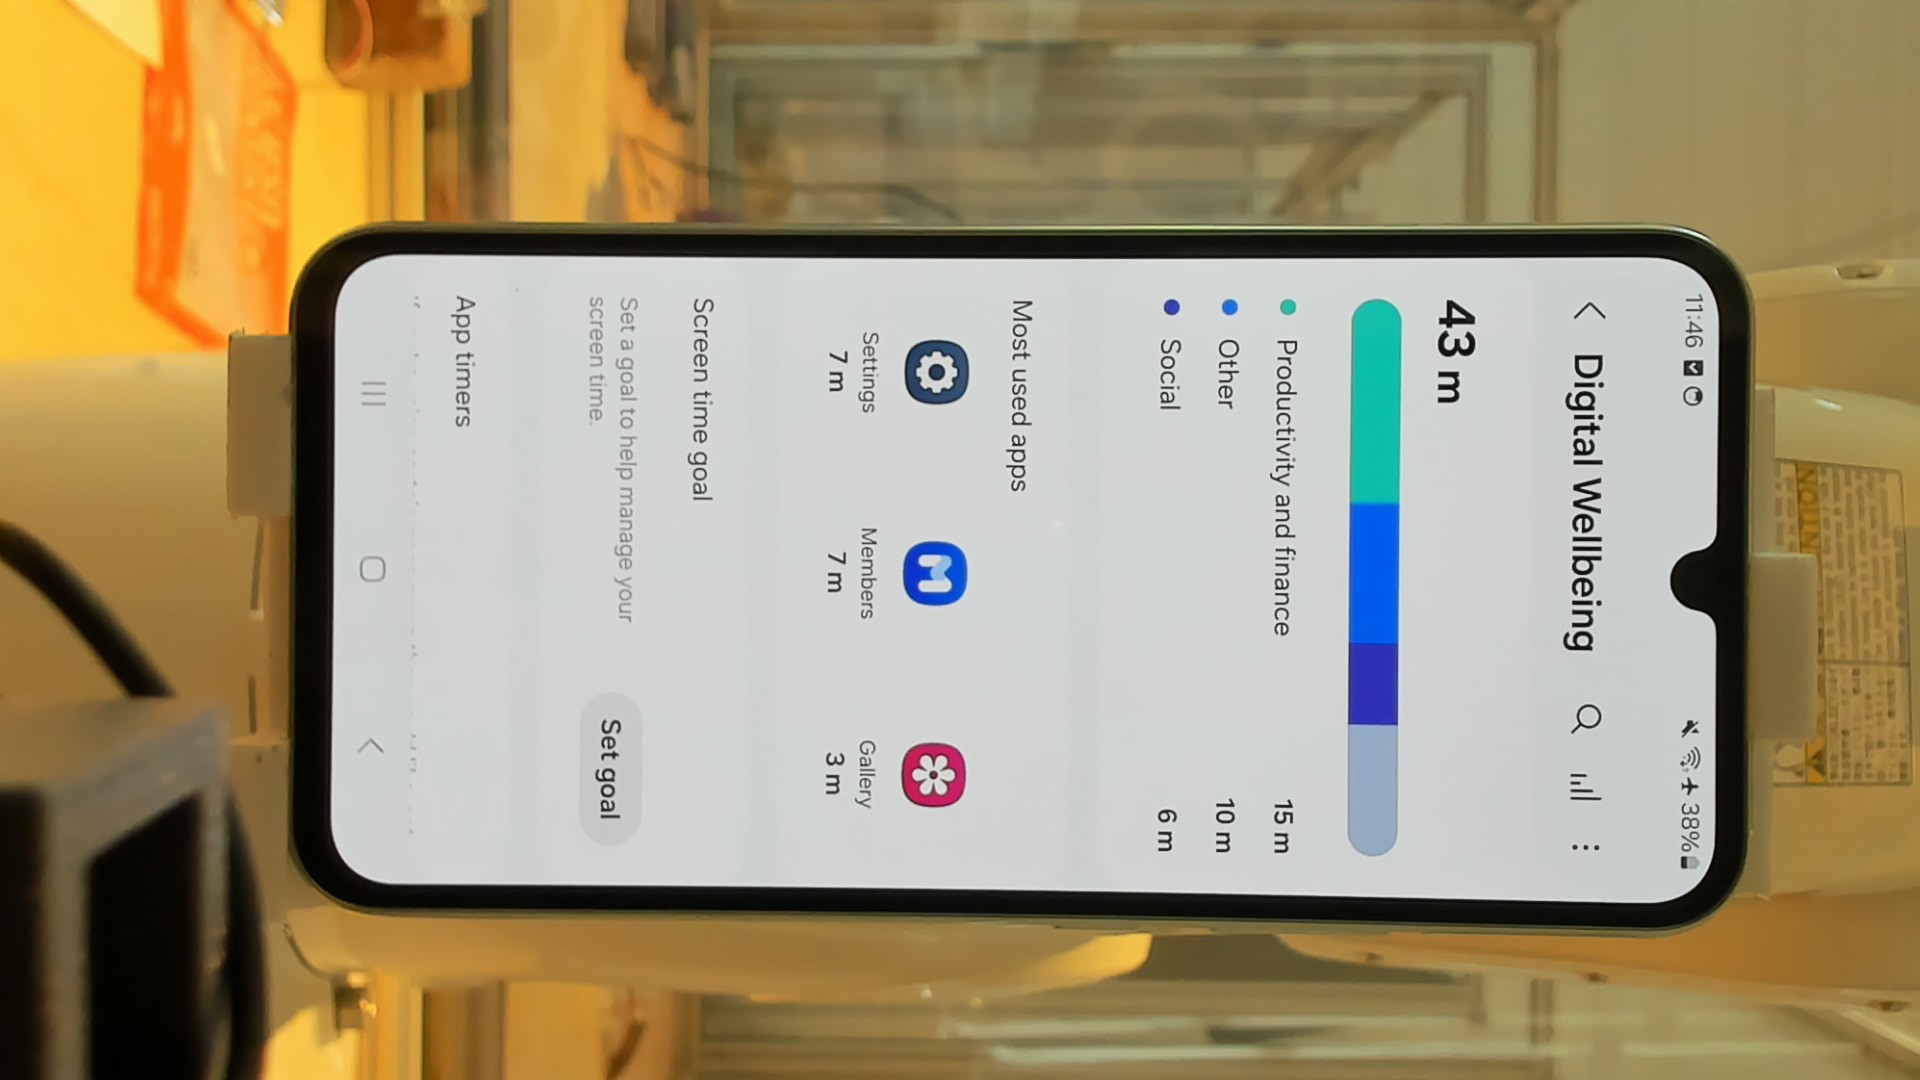 11:46
38%
Digital Wellbeing
43 m
Productivity and finance 15 m
Other 10 m
Social 6 m
Most used apps
Settings
7 m
Members
7 m
Gallery
3 m
Screen time goal
Set a goal to help manage your
screen time.
Set goal
App timers